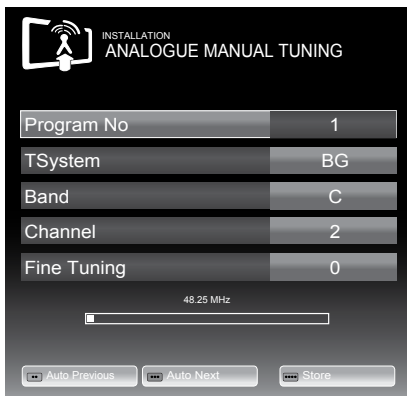 INSTALLATION
ANALOGUE MANUAL TUNING
Program No 1
TSystem BG
Band C
Channel 2
Fine Tuning 0
48.25 MHz
Auto Previous Auto Next Store